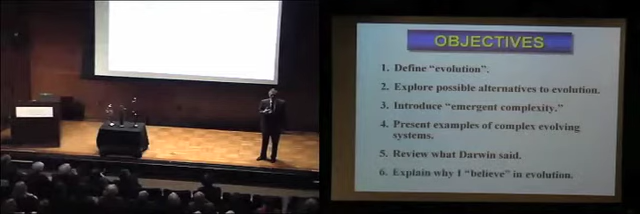 OBJECTIVES
1. Define "evolution".
2. Explore possible alternatives to evolution.
3. Introduce "emergent complexity."
4. Present examples of complex evolving
systems.
5. Review what Darwin said.
6. Explain why I "believe" in evolution.